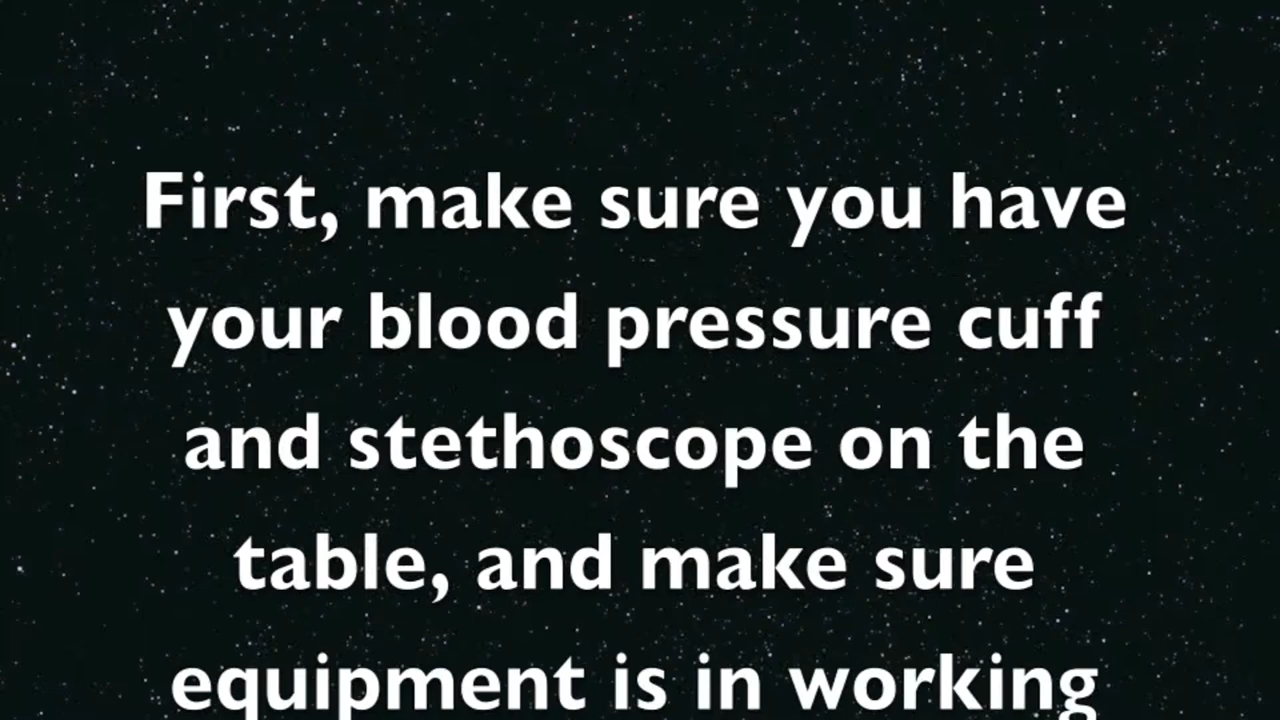 First, make sure you have
your blood pressure cuff
and stethoscope on the
table, and make sure
equipment is in working